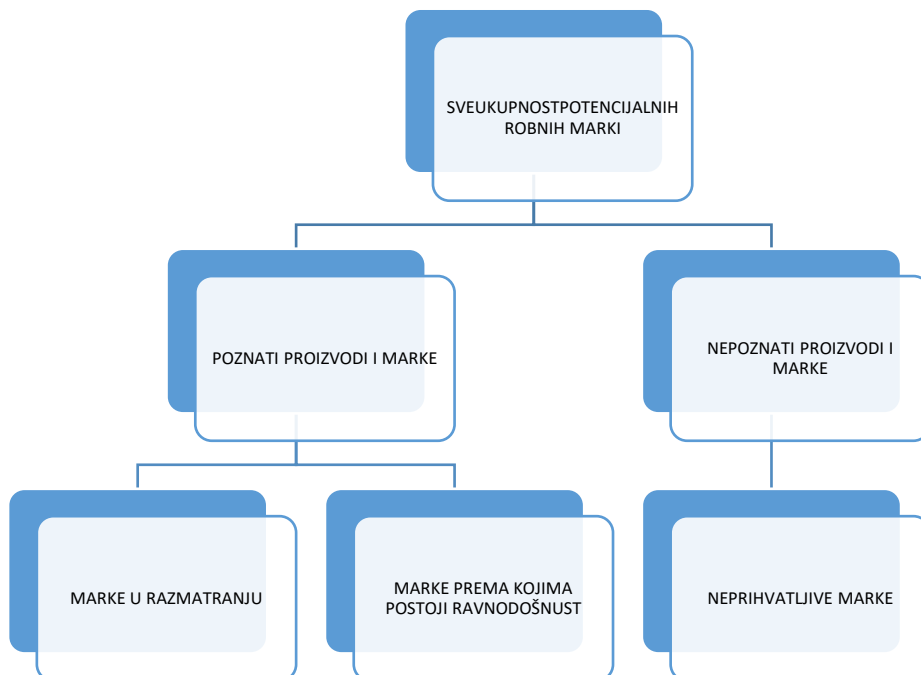 SVEUKUPNOSTPOTENCIJALNIH
ROBNIH MARKI
POZNATI PROIZVODI I MARKE
NEPOZNATI PROIZVODI I
MARKE
MARKE U RAZMATRANJU
MARKE PREMA KOJIMA
POSTOJI RAVNODOŠNUST
NEPRIHVATLJIVE MARKE